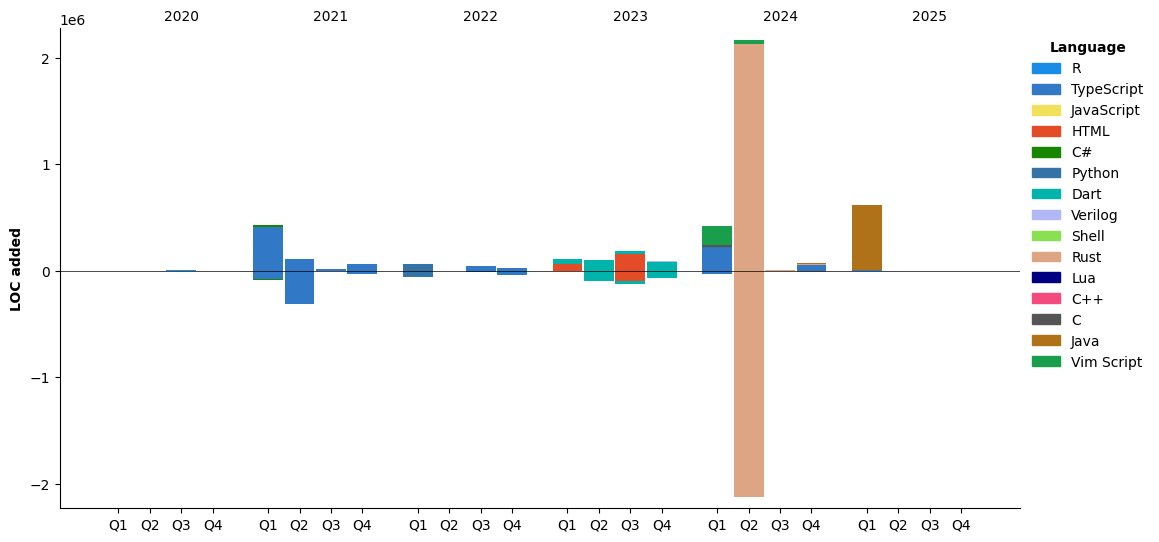 1e6
2020 2021 2022 2023 2024 2025
2
1
0
−1
−2
LOC added
Q1 Q2 Q3 Q4 Q1 Q2 Q3 Q4 Q1 Q2 Q3 Q4 Q1 Q2 Q3 Q4 Q1 Q2 Q3 Q4 Q1 Q2 Q3 Q4
Language
R
TypeScript
JavaScript
HTML
C#
Python
Dart
Verilog
Shell
Rust
Lua
C++
C
Java
Vim Script